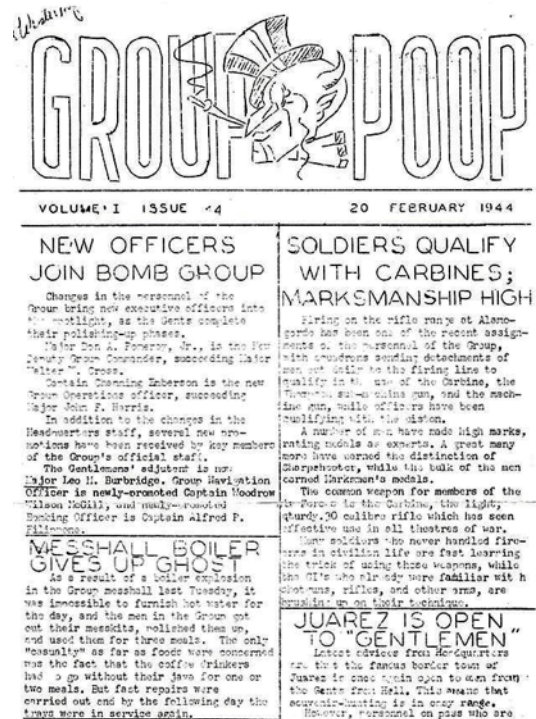 GROUP POOP
VOLUME I ISSUE 4
20 FEBRUARY 1944
NEW OFFICERS
JOIN BOMB GROUP
Changes in the personnel of the
Group bring new executive officers into
the spotlight, as the Gents complete
their polishing-up phases.
Major Don A. Pomeroy, Jr., is the New
Deputy Group Commander, succeeding Major
Walter W. Cross.
Captain Channing Emberson is the new
Group Operations officer, succeeding
Major John F. Harris.
In addition to the changes in the
Headquarters staff, several new pro-
motions have been received by key members
of the Group's official staff.
The Gentlemens' adjutent is now
Major Leo H. Burbridge. Group Navigation
Officer is newly-promoted Captain Woodrow
Wilson McGill, and newly-promoted
Bombing Officer is Captain Alfred P.
MESSHALL BOILER
GIVES UP GHOST
As a result of a boiler explosion
in the Group messhall last Tuesday, it
was impossible to furnish hot water for
the day, and the men in the Group got
out their messkits, polished them up,
and used them for three meals. The only
"casualty" as far as foods were concerned
was the fact that the coffee drinkers
had to go without their java for one or
two meals. But fast repairs were
carried out and by the following day the
trays were in service again.
SOLDIERS QUALIFY
WITH CARBINES;
MARKSMANSHIP HIGH
Firing on the rifle range at Alamo-
gordo has been one of the recent assign-
ments of the personnel of the Group,
with squadrons sending detachments of
men out daily to the firing line to
qualify in the use of the Carbine, the
Thompson sub-machine gun, and the mach-
ine gun, while officers have been
qualifying with the pistol.
A number of men have made high marks,
rating medals as experts. A great many
more have earned the distinction of
Sharpshooter, while the bulk of the men
earned Marksmen's medals.
The common weapon for members of the
Air Forces is the Carbine, the light,
sturdy .30 calibre rifle which has seen
effective use in all theatres of war.
Many soldiers who never handled fire-
arms in civilian life are fast learning
the trick of using those weapons, while
the GI's who already were familiar wit h
shot-guns, rifles, and other arms, are
brushing up on their technique.
JUAREZ IS OPEN
TO "GENTLEMEN"
Latest advices from Headquarters
are that the famous border town of
Juarez is once again open to men from
the Gents from Hell. This means that
souvenir-hunting is in easy range.
However, personnel on pass who are